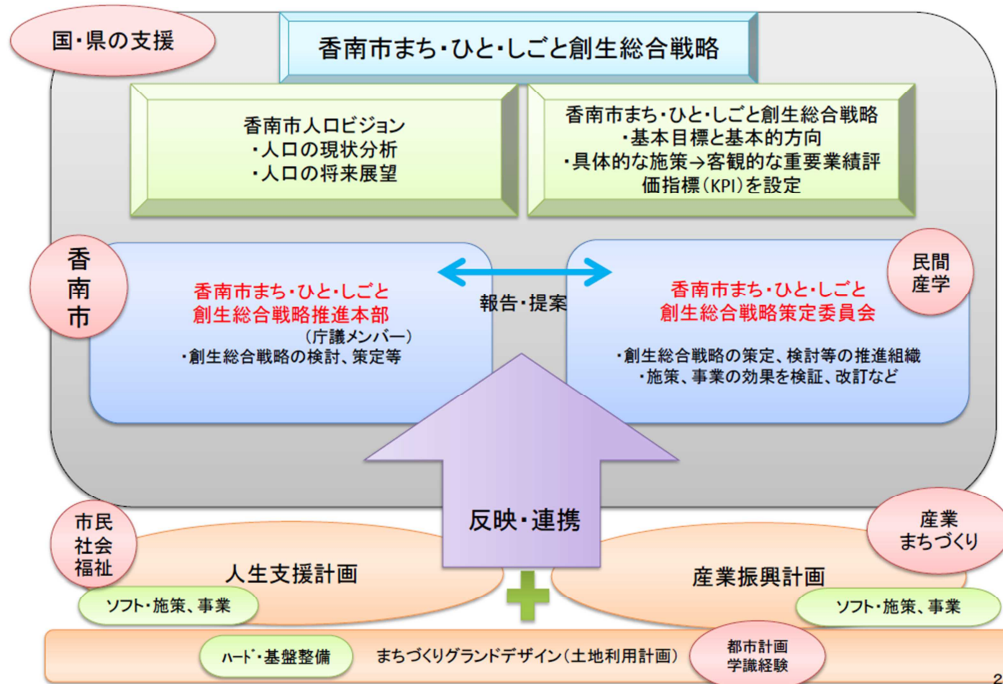 国・県の支援
香南市まち・ひと・しごと創生総合戦略
香南市人口ビジョン
・人口の現状分析
・人口の将来展望
香南市まち・ひと・しごと創生総合戦略
・基本目標と基本的方向
・具体的な施策→客観的な重要業績評
価指標(KPI)を設定
香
南
市
香南市まち・ひと・しごと
創生総合戦略推進本部
(庁議メンバー)
・創生総合戦略の検討、策定等
報告・提案
民間
産学
香南市まち・ひと・しごと
創生総合戦略策定委員会
・創生総合戦略の策定、検討等の推進組織
・施策、事業の効果を検証、改訂など
反映・連携
市民
社会
福祉
人生支援計画
ソフト・施策、事業
産業
まちづくり
産業振興計画
ソフト・施策、事業
ハード・基盤整備
まちづくりグランドデザイン(土地利用計画)
都市計画
学識経験
2